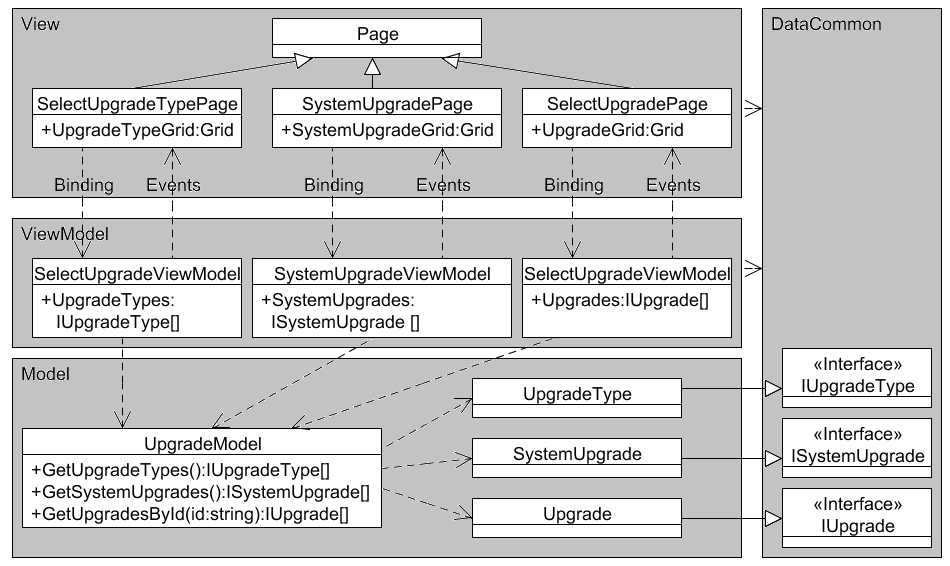 View
DataCommon
Page
SelectUpgradeTypePage
+UpgradeTypeGrid:Grid
SystemUpgradePage
+SystemUpgradeGrid:Grid
SelectUpgradePage
+UpgradeGrid:Grid
Binding
Events
Binding
Events
Binding
Events
ViewModel
SelectUpgradeViewModel
+UpgradeTypes:
IUpgradeType[]
SystemUpgradeViewModel
+SystemUpgrades:
ISystemUpgrade []
SelectUpgradeViewModel
+Upgrades:IUpgrade[]
Model
UpgradeModel
+GetUpgradeTypes():IUpgradeType[]
+GetSystemUpgrades():ISystemUpgrade[]
+GetUpgradesById(id:string):IUpgrade[]
UpgradeType
SystemUpgrade
Upgrade
«Interface»
IUpgradeType
«Interface»
ISystemUpgrade
«Interface»
IUpgrade